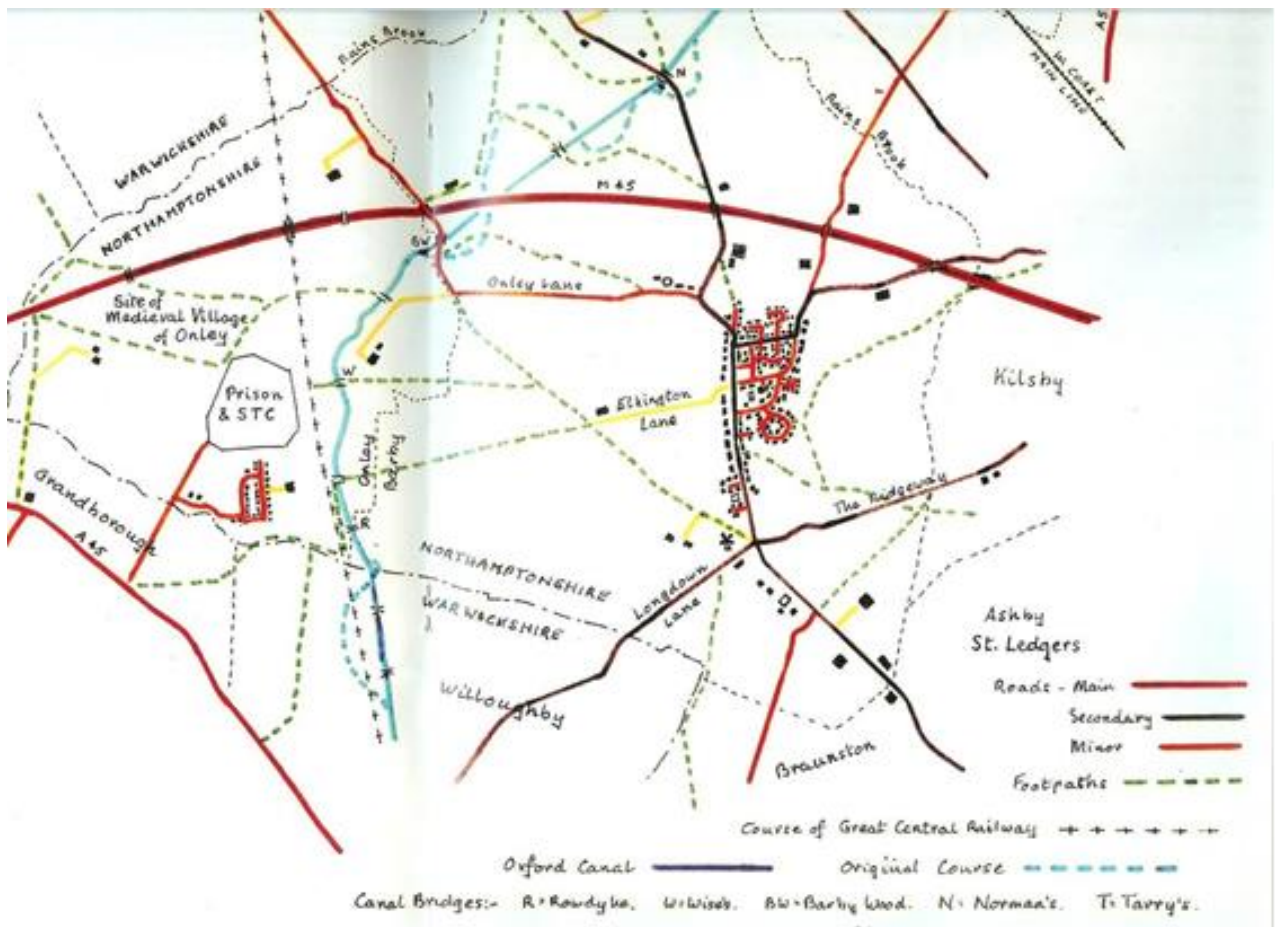 Rains Brook
N
W. COAST
MAIN LINE
A5
Rains Brook
WARWICKSHIRE
NORTHAMPTONSHIRE
M45
BW
Onley Lane
Site of
Medieval Village
of Onley
W
Prison
& STC
Elkington
Lane
Kilsby
Onley
Barby
Grandborough
The Ridgeway
R
A45
NORTHAMPTONSHIRE
WARWICKSHIRE
Longdown
Lane
Ashby
St. Ledgers
Willoughby
Braunston
Roads - Main
Secondary
Minor
Footpaths
Course of Great Central Railway
Oxford Canal
Original Course
Canal Bridges:- R=Rowdyke. W=Wise's. BW=Barby Wood. N= Norman's. T=Tarry's.